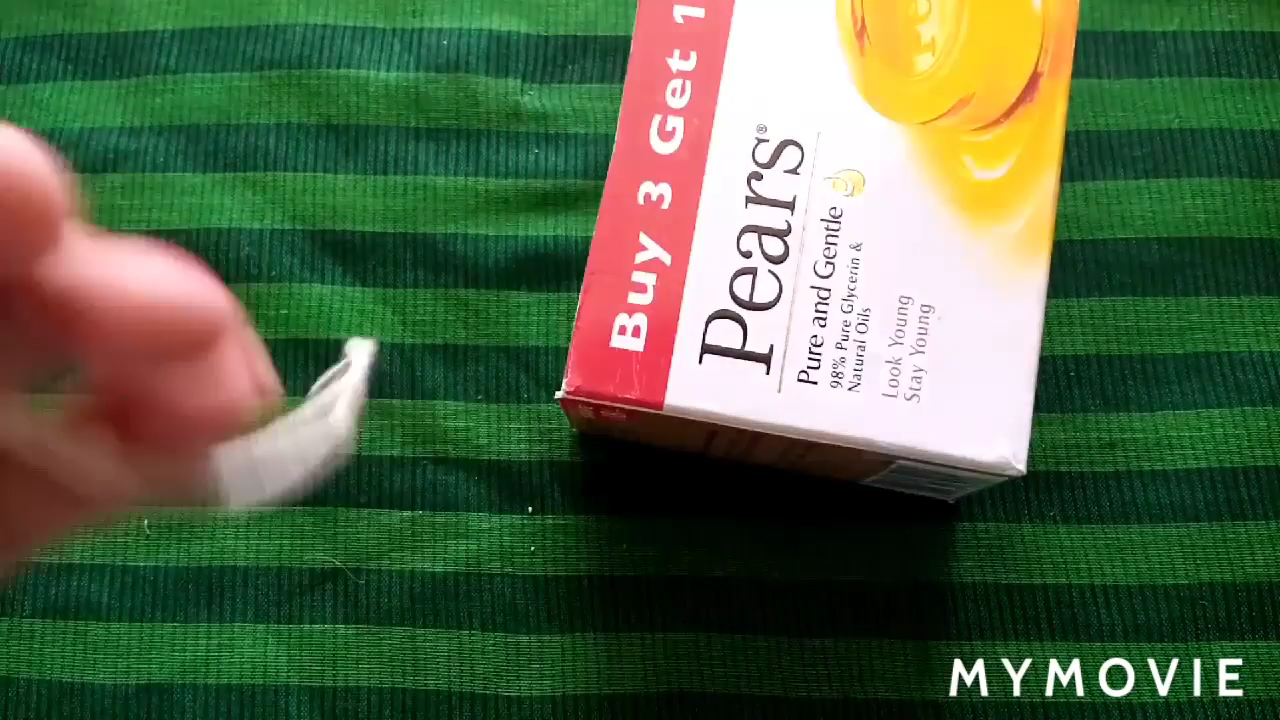 Buy 3 Get 1
Pears®
Pure and Gentle
98% Pure Glycerin &
Natural Oils
Look Young
Stay Young
MYMOVIE